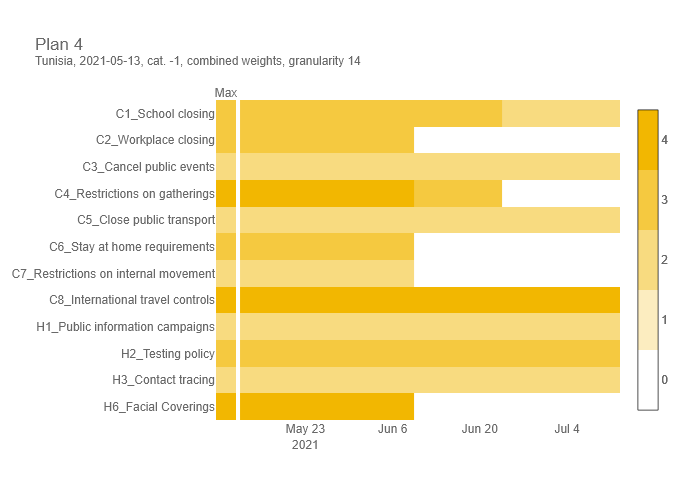 Plan 4
Tunisia, 2021-05-13, cat. -1, combined weights, granularity 14
Max
C1_School closing
C2_Workplace closing
C3_Cancel public events
C4_Restrictions on gatherings
C5_Close public transport
C6_Stay at home requirements
C7_Restrictions on internal movement
C8_International travel controls
H1_Public information campaigns
H2_Testing policy
H3_Contact tracing
H6_Facial Coverings
May 23
2021
Jun 6
Jun 20
Jul 4
4
3
2
1
0